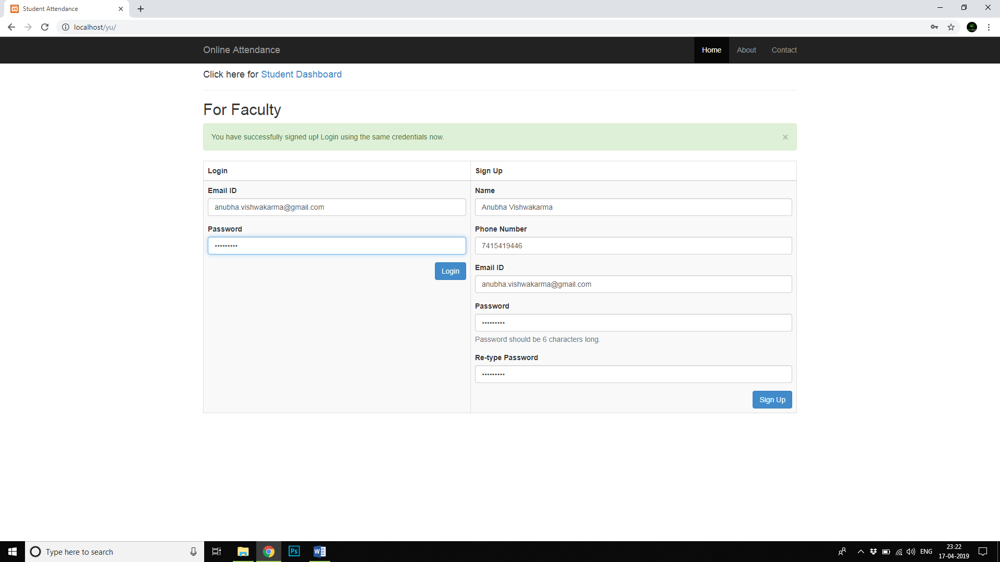 Student Attendance
localhost/yu/
Online Attendance
Home About Contact
Click here for Student Dashboard
For Faculty
You have successfully signed up! Login using the same credentials now.
Login
Email ID
anubha.vishwakarma@gmail.com
Password
•••••••••
Login
Sign Up
Name
Anubha Vishwakarma
Phone Number
7415419446
Email ID
anubha.vishwakarma@gmail.com
Password
•••••••••
Password should be 6 characters long.
Re-type Password
•••••••••
Sign Up
Type here to search
Ps
W
ENG
23:22
17-04-2019